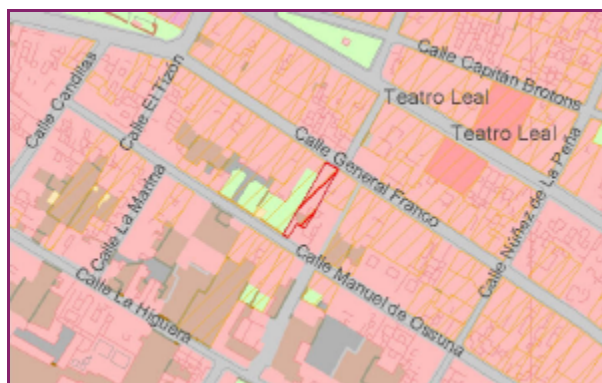 Calle Capitán Brotons
Teatro Leal
Teatro Leal
Calle El Tizón
Calle Candilas
Calle General Franco
Calle Núñez de La Peña
Calle La Marina
Calle Manuel de Ossuna
Calle La Higuera